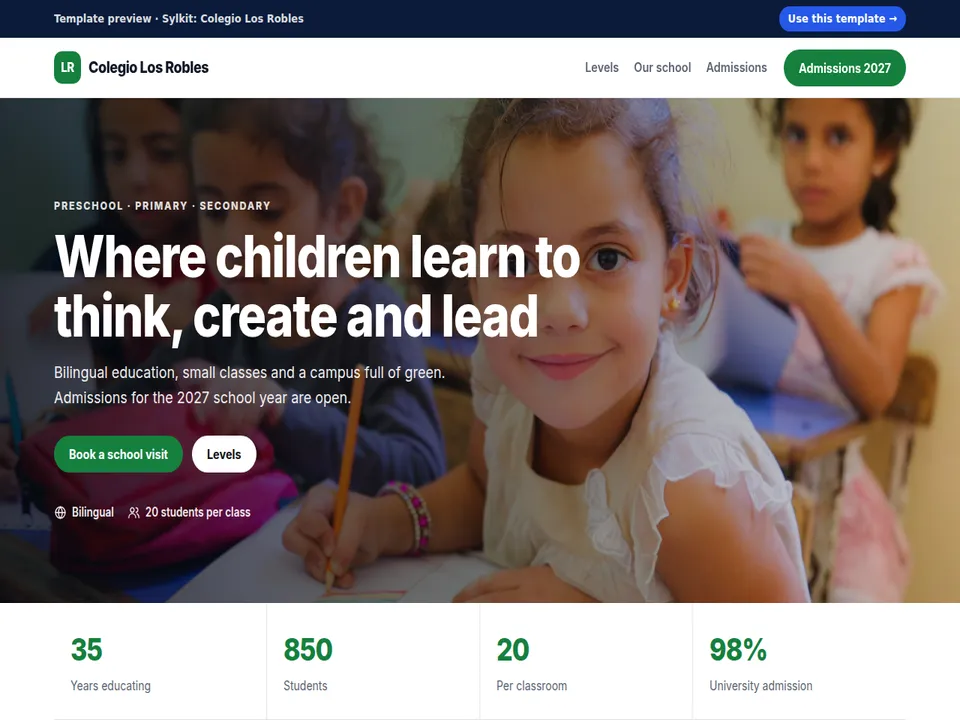 Template preview · Sylkit: Colegio Los Robles
Use this template →
LR
Colegio Los Robles
Levels
Our school
Admissions
Admissions 2027
PRESCHOOL · PRIMARY · SECONDARY
Where children learn to
think, create and lead
Bilingual education, small classes and a campus full of green.
Admissions for the 2027 school year are open.
Book a school visit
Levels
Bilingual
20 students per class
35
Years educating
850
Students
20
Per classroom
98%
University admission